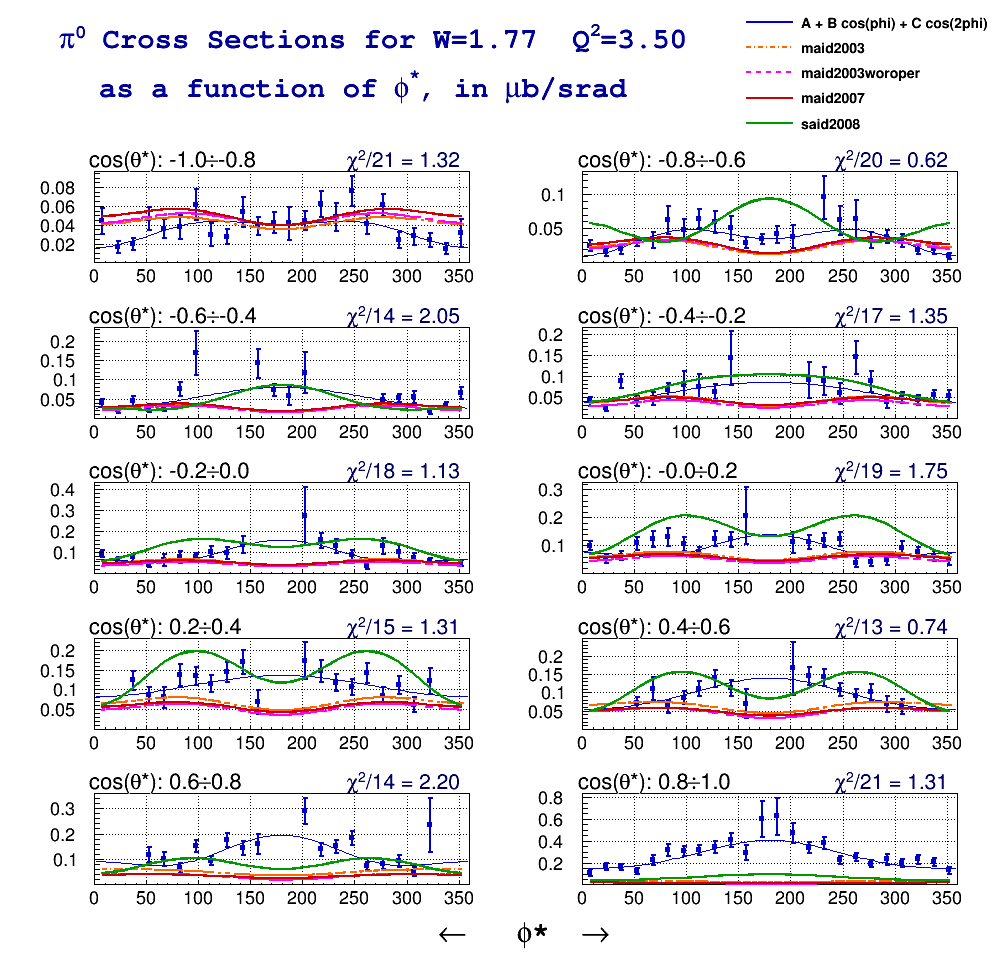 π⁰ Cross Sections for W=1.77 Q²=3.50
as a function of ϕ*, in μb/srad
A + B cos(phi) + C cos(2phi)
maid2003
maid2003woroper
maid2007
said2008
cos(θ*): -1.0÷-0.8 χ²/21 = 1.32
0.08
0.06
0.04
0.02
0 50 100 150 200 250 300 350
cos(θ*): -0.8÷-0.6 χ²/20 = 0.62
0.1
0.05
0 50 100 150 200 250 300 350
cos(θ*): -0.6÷-0.4 χ²/14 = 2.05
0.2
0.15
0.1
0.05
0 50 100 150 200 250 300 350
cos(θ*): -0.4÷-0.2 χ²/17 = 1.35
0.2
0.15
0.1
0.05
0 50 100 150 200 250 300 350
cos(θ*): -0.2÷0.0 χ²/18 = 1.13
0.4
0.3
0.2
0.1
0 50 100 150 200 250 300 350
cos(θ*): -0.0÷0.2 χ²/19 = 1.75
0.3
0.2
0.1
0 50 100 150 200 250 300 350
cos(θ*): 0.2÷0.4 χ²/15 = 1.31
0.2
0.15
0.1
0.05
0 50 100 150 200 250 300 350
cos(θ*): 0.4÷0.6 χ²/13 = 0.74
0.2
0.15
0.1
0.05
0 50 100 150 200 250 300 350
cos(θ*): 0.6÷0.8 χ²/14 = 2.20
0.3
0.2
0.1
0 50 100 150 200 250 300 350
cos(θ*): 0.8÷1.0 χ²/21 = 1.31
0.8
0.6
0.4
0.2
0 50 100 150 200 250 300 350
← ϕ* →